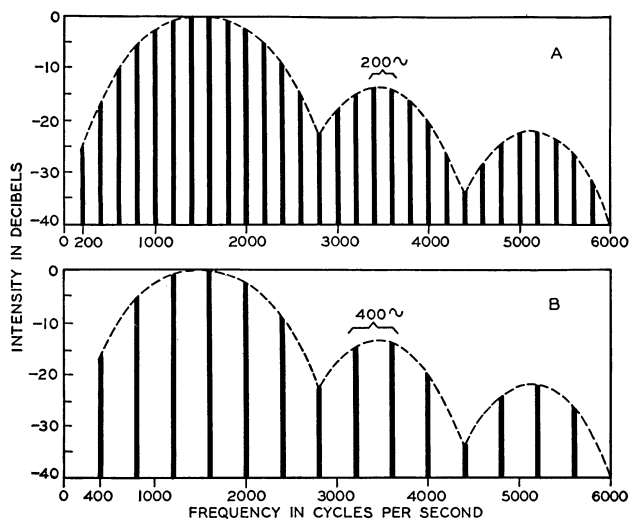 A
200~
0
-10
-20
-30
-40
0 200 1000 2000 3000 4000 5000 6000
INTENSITY IN DECIBELS
B
400~
0
-10
-20
-30
-40
0 400 1000 2000 3000 4000 5000 6000
FREQUENCY IN CYCLES PER SECOND